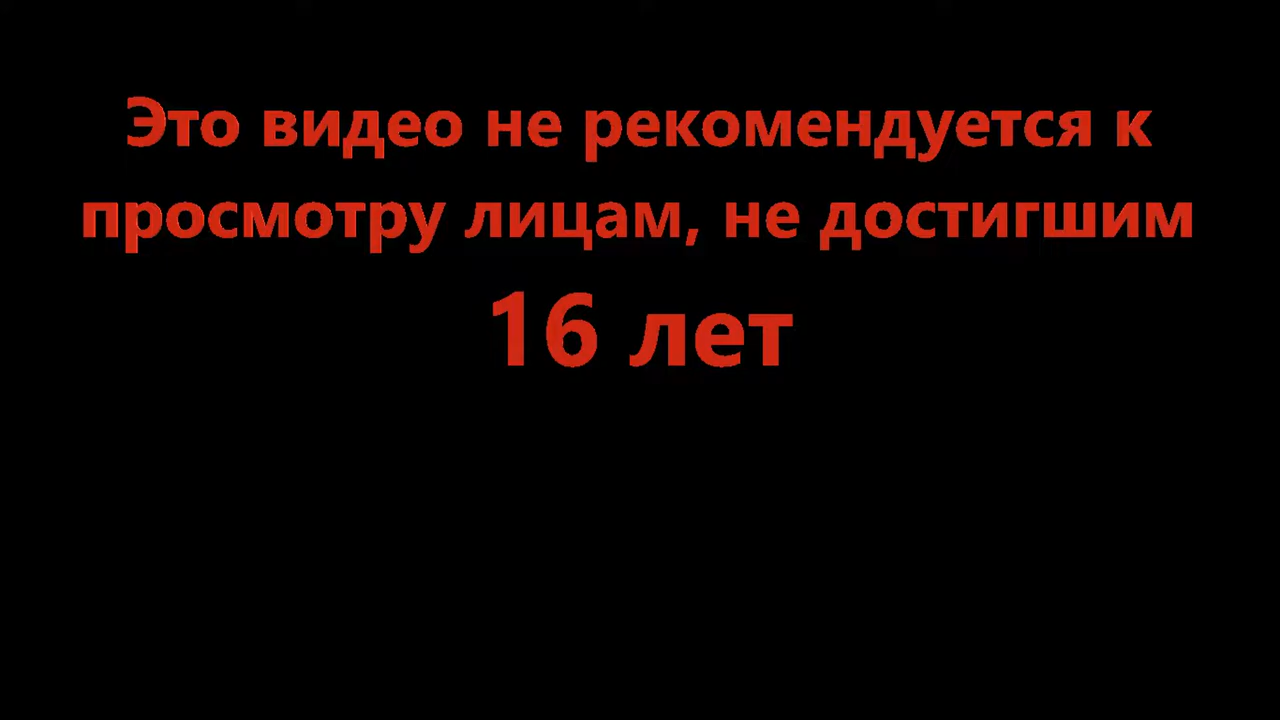 Это видео не рекомендуется к
просмотру лицам, не достигшим
16 лет